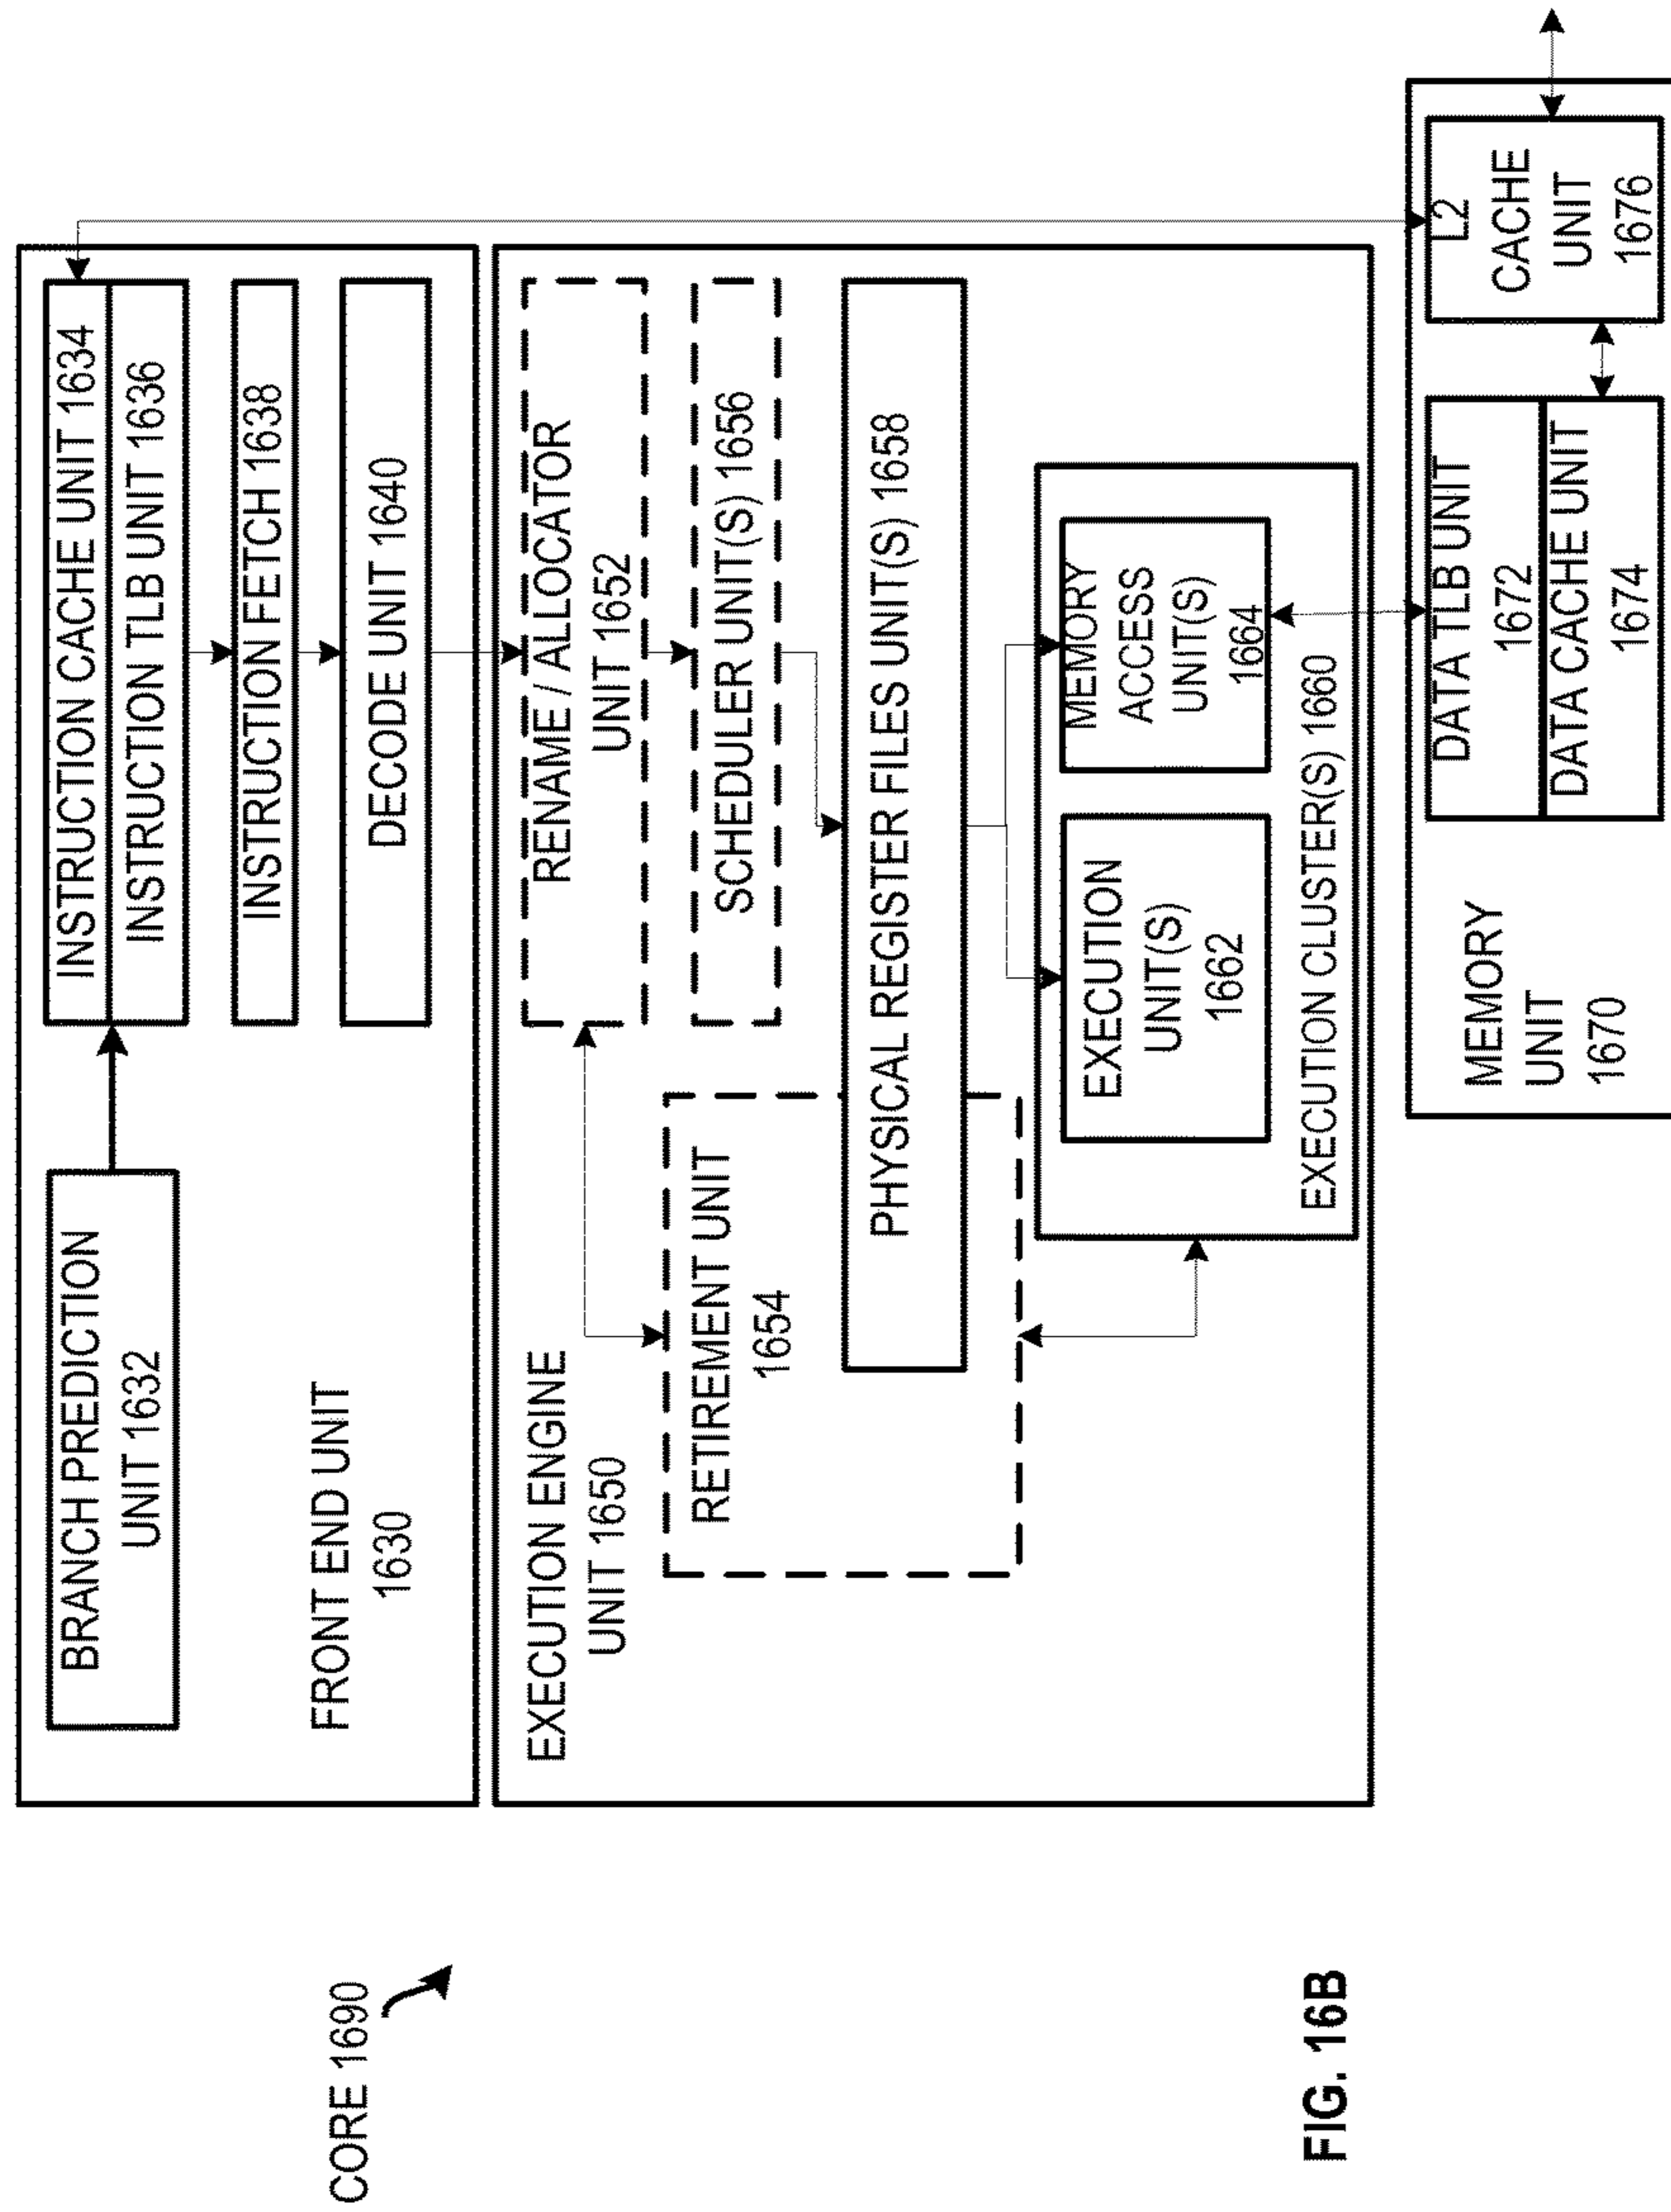 CORE 1690
BRANCH PREDICTION
UNIT 1632
INSTRUCTION CACHE UNIT 1634
INSTRUCTION TLB UNIT 1636
INSTRUCTION FETCH 1638
DECODE UNIT 1640
FRONT END UNIT
1630
EXECUTION ENGINE
UNIT 1650
RENAME / ALLOCATOR
UNIT 1652
RETIREMENT UNIT
1654
SCHEDULER UNIT(S) 1656
PHYSICAL REGISTER FILES UNIT(S) 1658
EXECUTION
UNIT(S)
1662
MEMORY
ACCESS
UNIT(S)
1664
EXECUTION CLUSTER(S) 1660
MEMORY
UNIT
1670
DATA TLB UNIT
1672
DATA CACHE UNIT
1674
L2
CACHE
UNIT
1676
FIG. 16B